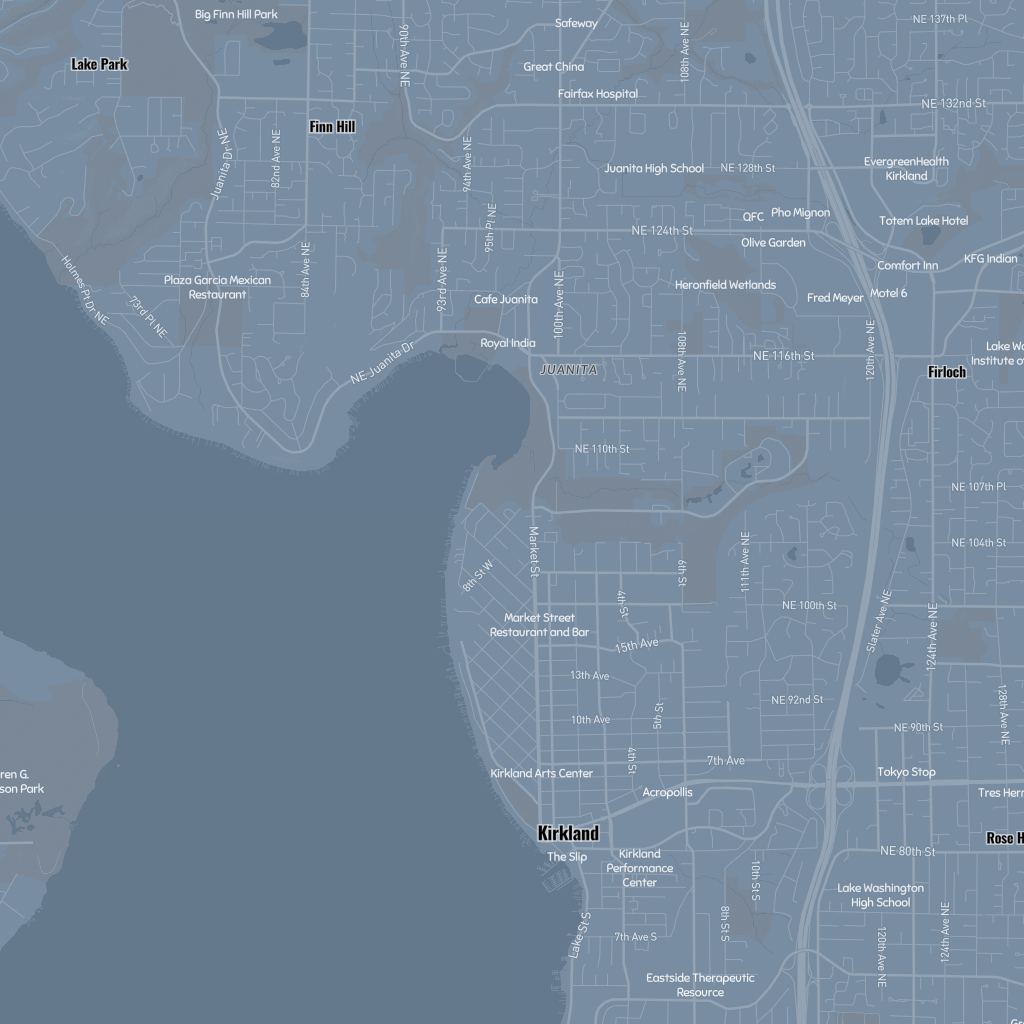 Big Finn Hill Park
NE 137th Pl
Safeway
90th Ave NE
108th Ave NE
Lake Park
Great China
Fairfax Hospital
NE 132nd St
Finn Hill
Juanita Dr NE
82nd Ave NE
94th Ave NE
Juanita High School
NE 128th St
EvergreenHealth
Kirkland
95th Pl NE
QFC
Pho Mignon
Totem Lake Hotel
NE 124th St
Olive Garden
Holmes Pt Dr NE
84th Ave NE
93rd Ave NE
KFG Indian
Comfort Inn
Plaza Garcia Mexican
Restaurant
Heronfield Wetlands
Fred Meyer
Motel 6
73rd Pl NE
Cafe Juanita
100th Ave NE
Royal India
NE Juanita Dr
108th Ave NE
NE 116th St
120th Ave NE
Lake Wa
Institute o
JUANITA
Firloch
NE 110th St
NE 107th Pl
Market St
NE 104th St
8th St W
6th St
111th Ave NE
4th St
NE 100th St
Slater Ave NE
124th Ave NE
Market Street
Restaurant and Bar
15th Ave
13th Ave
NE 92nd St
128th Ave NE
10th Ave
5th St
NE 90th St
4th St
7th Ave
ren G.
son Park
Kirkland Arts Center
Tokyo Stop
Acropollis
Tres Herr
Kirkland
Rose H
The Slip
Kirkland
Performance
Center
NE 80th St
10th St S
Lake Washington
High School
Lake St S
8th St S
7th Ave S
120th Ave NE
124th Ave NE
Eastside Therapeutic
Resource